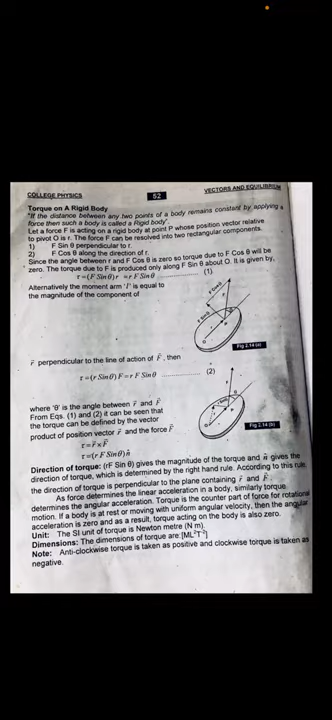 COLLEGE PHYSICS 52 VECTORS AND EQUILIBRIUM
Torque on A Rigid Body
"If the distance between any two points of a body remains constant by applying a
force then such a body is called a Rigid body".
Let a force F is acting on a rigid body at point P whose position vector relative
to pivot O is r. The force F can be resolved into two rectangular components.
1) F Sin θ perpendicular to r.
2) F Cos θ along the direction of r.
Since the angle between r and F Cos θ is zero so torque due to F Cos θ will be
zero. The torque due to F is produced only along F Sin θ about O. It is given by,
τ = (F Sin θ) r = r F Sin θ .................... (1)
Alternatively the moment arm 'l' is equal to
the magnitude of the component of
F Cos θ
F Sin θ
O
Fig 2.14 (a)
r⃗ perpendicular to the line of action of F⃗, then
τ = (r Sin θ) F = r F Sin θ .................... (2)
where 'θ' is the angle between r⃗ and F⃗
From Eqs. (1) and (2) it can be seen that
the torque can be defined by the vector
product of position vector r⃗ and the force F⃗
τ = r⃗ × F⃗
τ = (r F Sin θ) n̂
O
Fig 2.14 (b)
Direction of torque: (rF Sin θ) gives the magnitude of the torque and n̂ gives the
direction of torque, which is determined by the right hand rule. According to this rule,
the direction of torque is perpendicular to the plane containing r⃗ and F⃗.
As force determines the linear acceleration in a body, similarly torque
determines the angular acceleration. Torque is the counter part of force for rotational
motion. If a body is at rest or moving with uniform angular velocity, then the angular
acceleration is zero and as a result, torque acting on the body is also zero.
Unit: The SI unit of torque is Newton metre (N m).
Dimensions: The dimensions of torque are:[ML²T⁻²]
Note: Anti-clockwise torque is taken as positive and clockwise torque is taken as
negative.